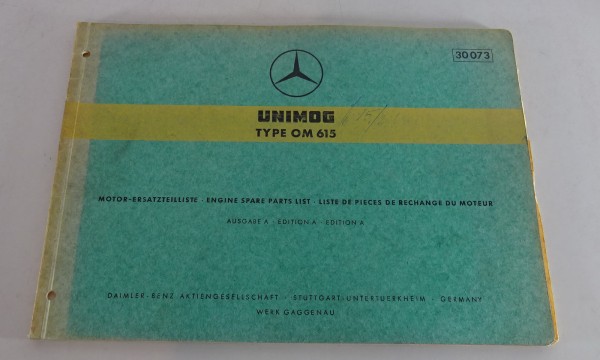 30073
UNIMOG
TYPE OM 615
MOTOR-ERSATZTEILLISTE · ENGINE SPARE PARTS LIST · LISTE DE PIECES DE RECHANGE DU MOTEUR
AUSGABE A · EDITION A · EDITION A
DAIMLER-BENZ AKTIENGESELLSCHAFT · STUTTGART-UNTERTUERKHEIM · GERMANY
WERK GAGGENAU